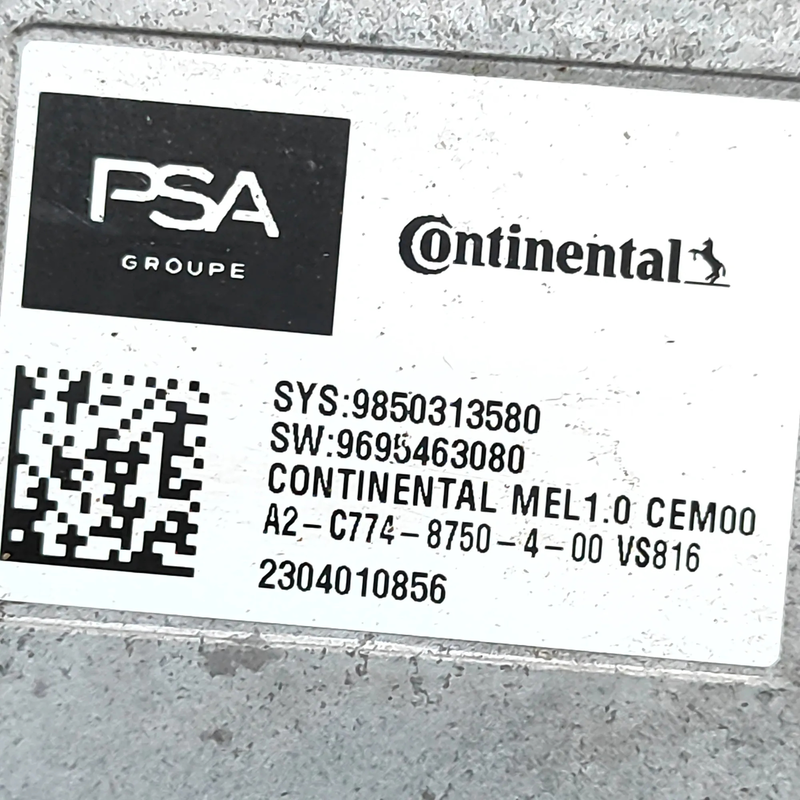 PSA
GROUPE
Continental
SYS:9850313580
SW:9695463080
CONTINENTAL MEL1.0 CEM00
A2-C774-8750-4-00 VS816
2304010856